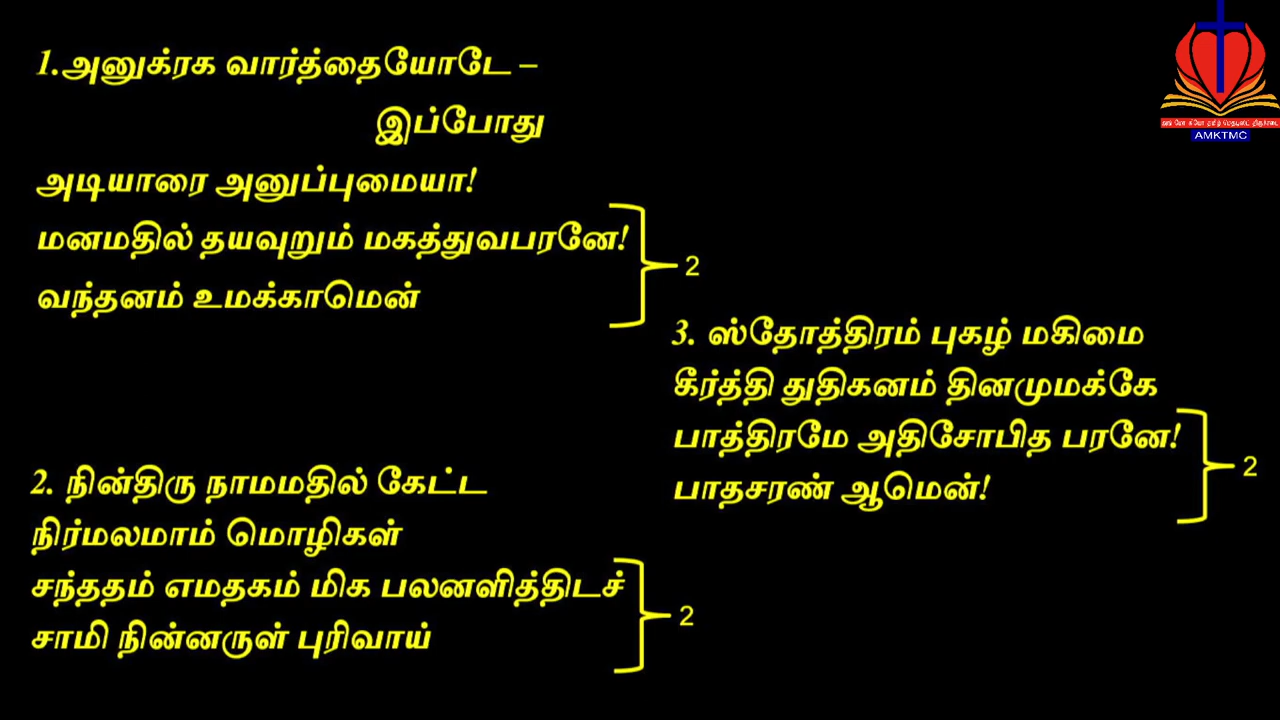 1.அனுக்ரக வார்த்தையோடே –
இப்போது
அடியாரை அனுப்புமையா!
மனமதில் தயவுறும் மகத்துவபரனே!
வந்தனம் உமக்காமென்
2
2. நின்திரு நாமமதில் கேட்ட
நிர்மலமாம் மொழிகள்
சந்ததம் எமதகம் மிக பலனளித்திடச்
சாமி நின்னருள் புரிவாய்
2
3. ஸ்தோத்திரம் புகழ் மகிமை
கீர்த்தி துதிகனம் தினமுமக்கே
பாத்திரமே அதிசோபித பரனே!
பாதசரண் ஆமென்!
2
AMKTMC